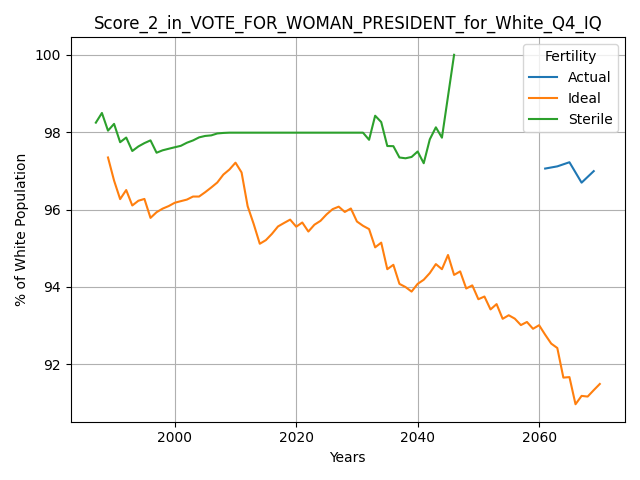 Score_2_in_VOTE_FOR_WOMAN_PRESIDENT_for_White_Q4_IQ
Fertility
Actual
Ideal
Sterile
% of White Population
100
98
96
94
92
2000
2020
2040
2060
Years